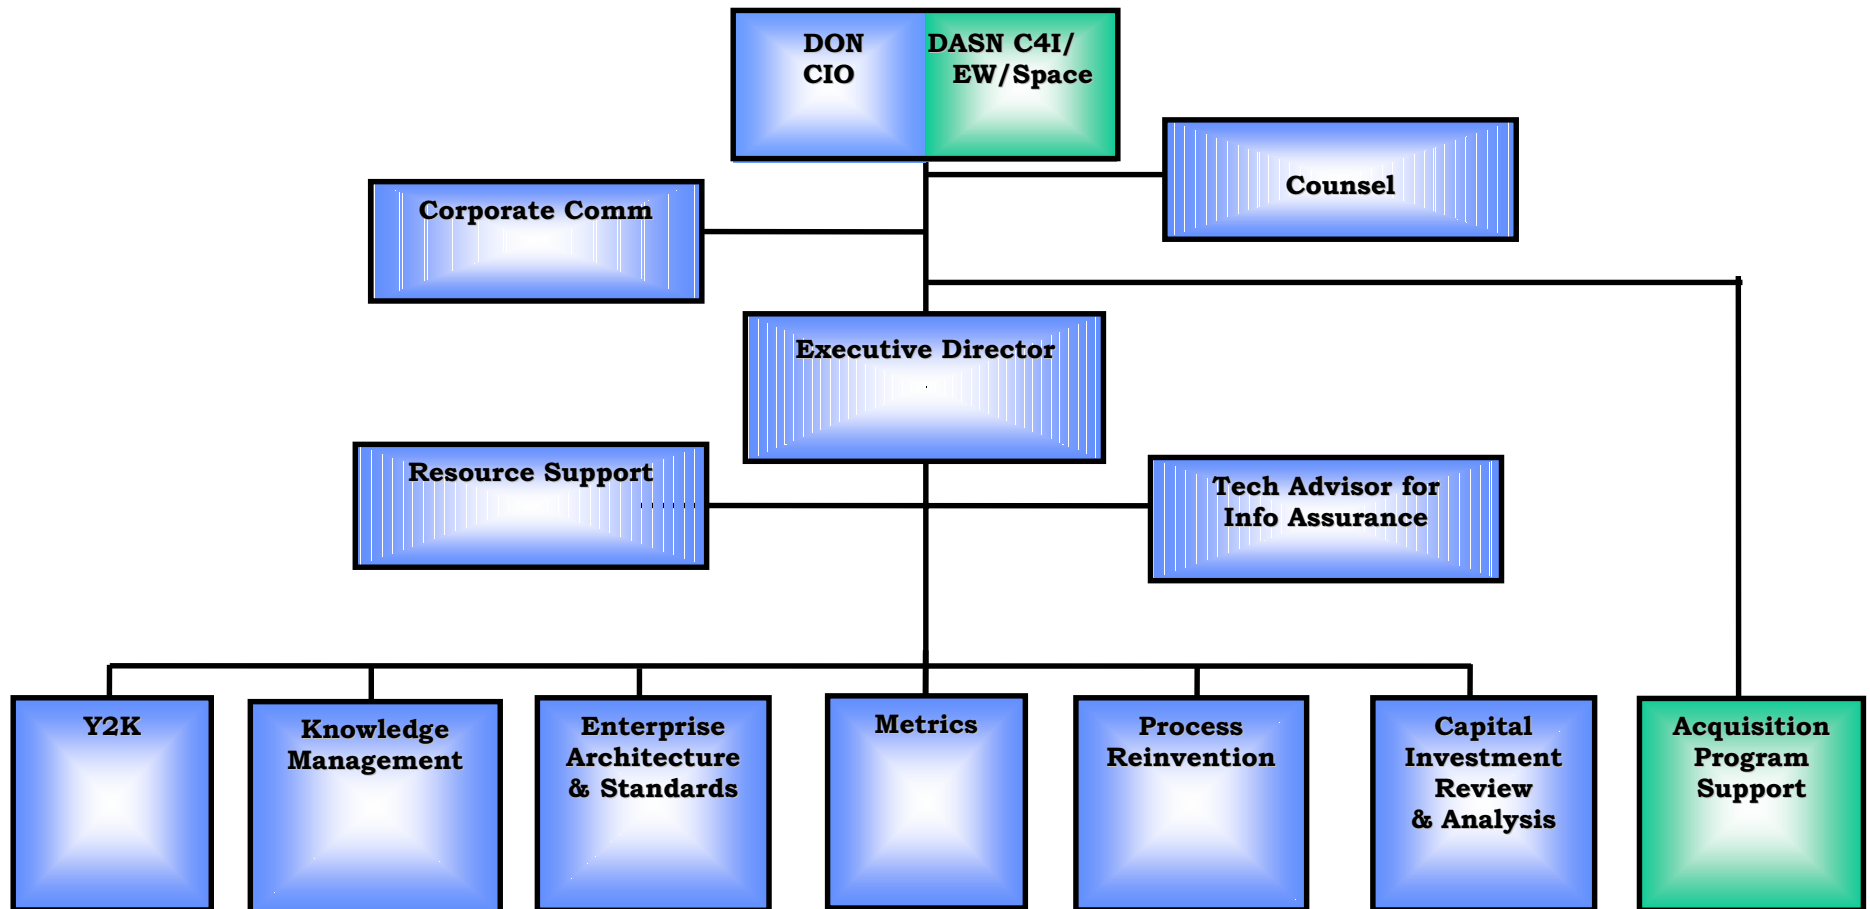 DON
CIO
DASN C4I/
EW/Space
Counsel
Corporate Comm
Executive Director
Resource Support
Tech Advisor for
Info Assurance
Y2K
Knowledge
Management
Enterprise
Architecture
& Standards
Metrics
Process
Reinvention
Capital
Investment
Review
& Analysis
Acquisition
Program
Support